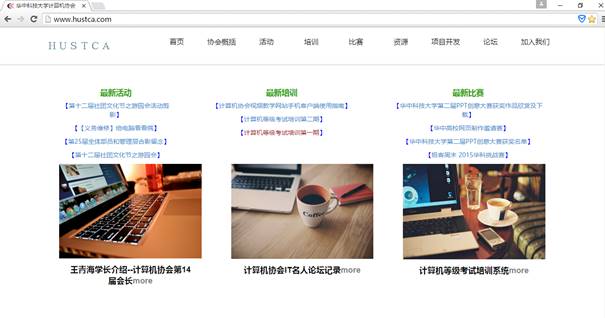 华中科技大学计算机协会
www.hustca.com
HUSTCA
首页 协会概括 活动 培训 比赛 资源 项目开发 论坛 加入我们
最新活动
【第十二届社团文化节之游园会活动剪
影】
【《义务维修》他电脑看看病】
【第25届全体部员和管理层合影留念】
【第十二届社团文化节之游园会】
最新培训
【计算机协会视频教学网站手机客户端使用指南】
【计算机等级考试培训第二期】
【计算机等级考试培训第一期】
最新比赛
【华中科技大学第二届PPT创意大赛获奖作品欣赏及下
载】
【华中高校网页制作邀请赛】
【华中科技大学第二届PPT创意大赛获奖名单】
【极客周末 2015华科挑战赛】
Coffee
王青海学长介绍--计算机协会第14
届会长more
计算机协会IT名人论坛记录more
计算机等级考试培训系统more